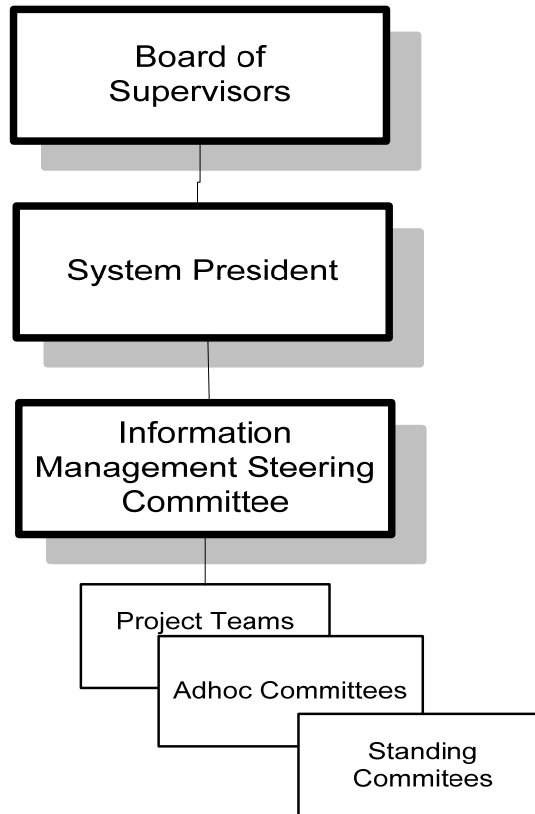 Board of
Supervisors
System President
Information
Management Steering
Committee
Project Teams
Adhoc Committees
Standing
Commitees